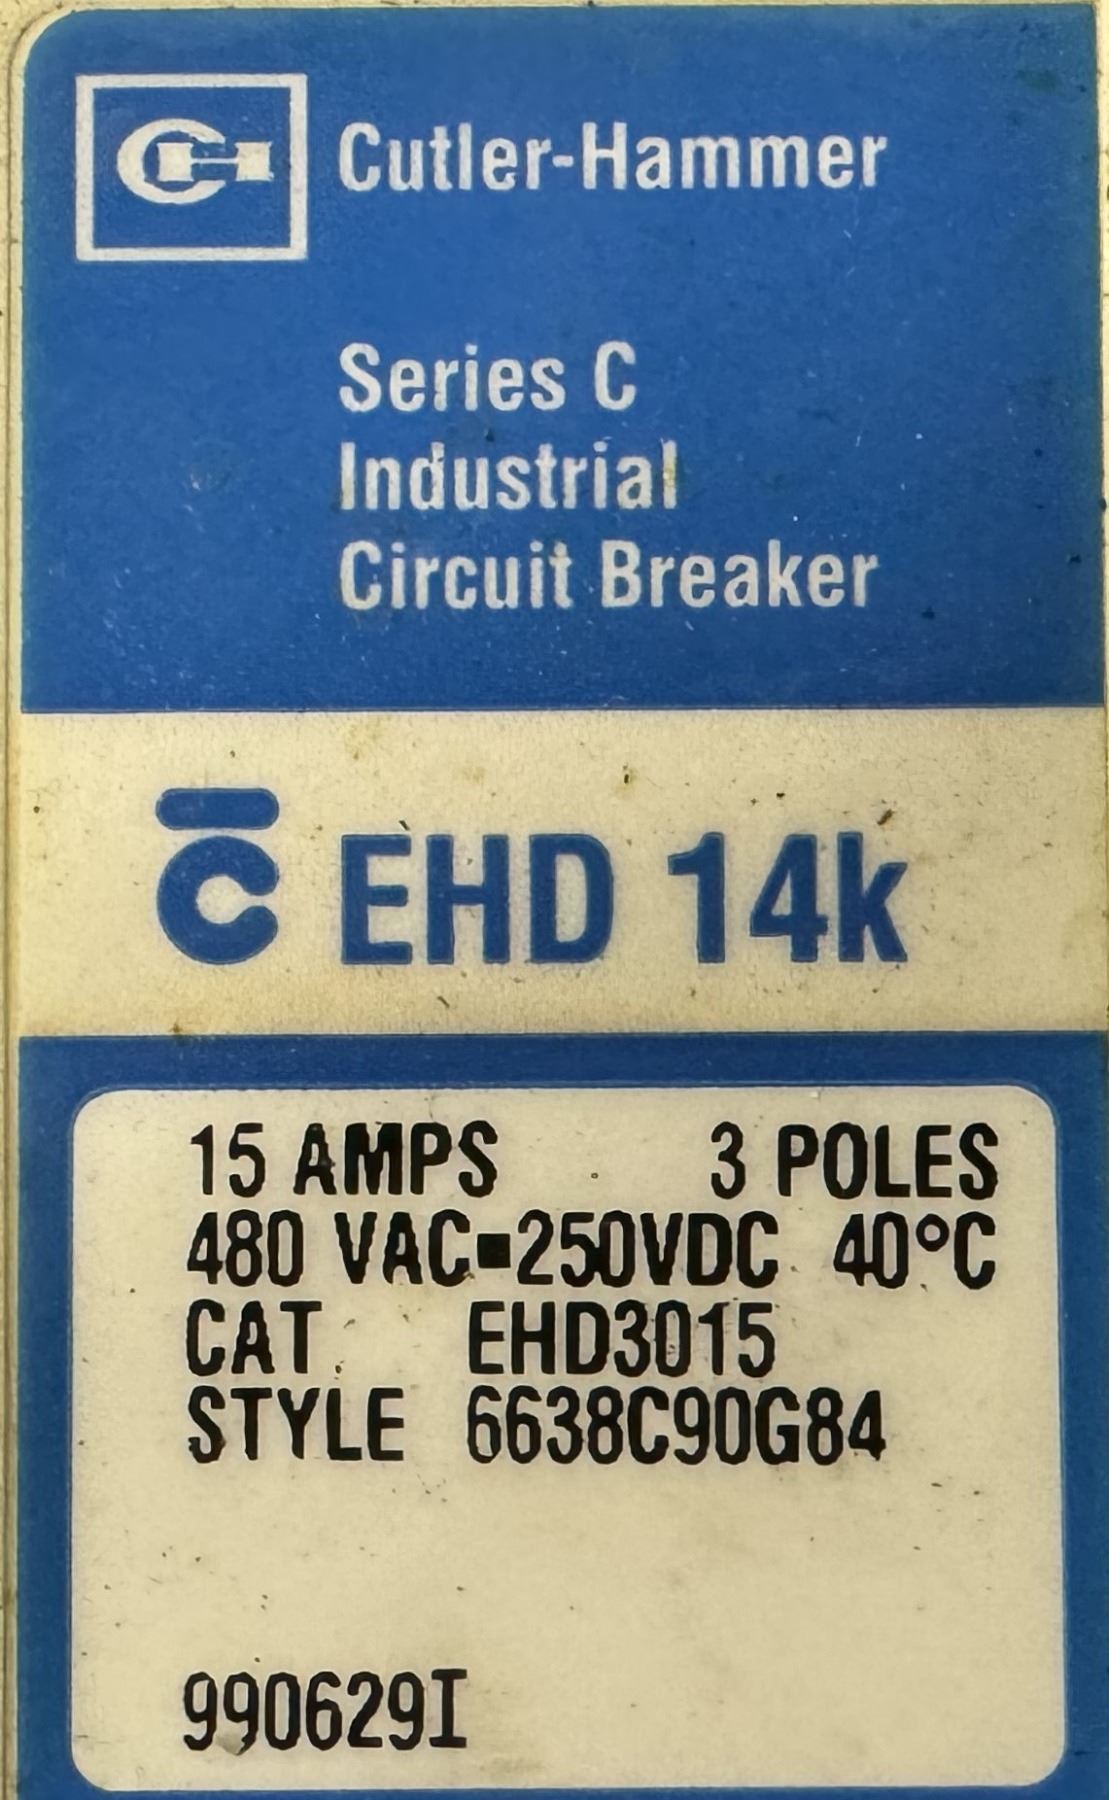 CH Cutler-Hammer
Series C
Industrial
Circuit Breaker
C EHD 14k
15 AMPS 3 POLES
480 VAC▪250VDC 40°C
CAT. EHD3015
STYLE 6638C90G84
990629I